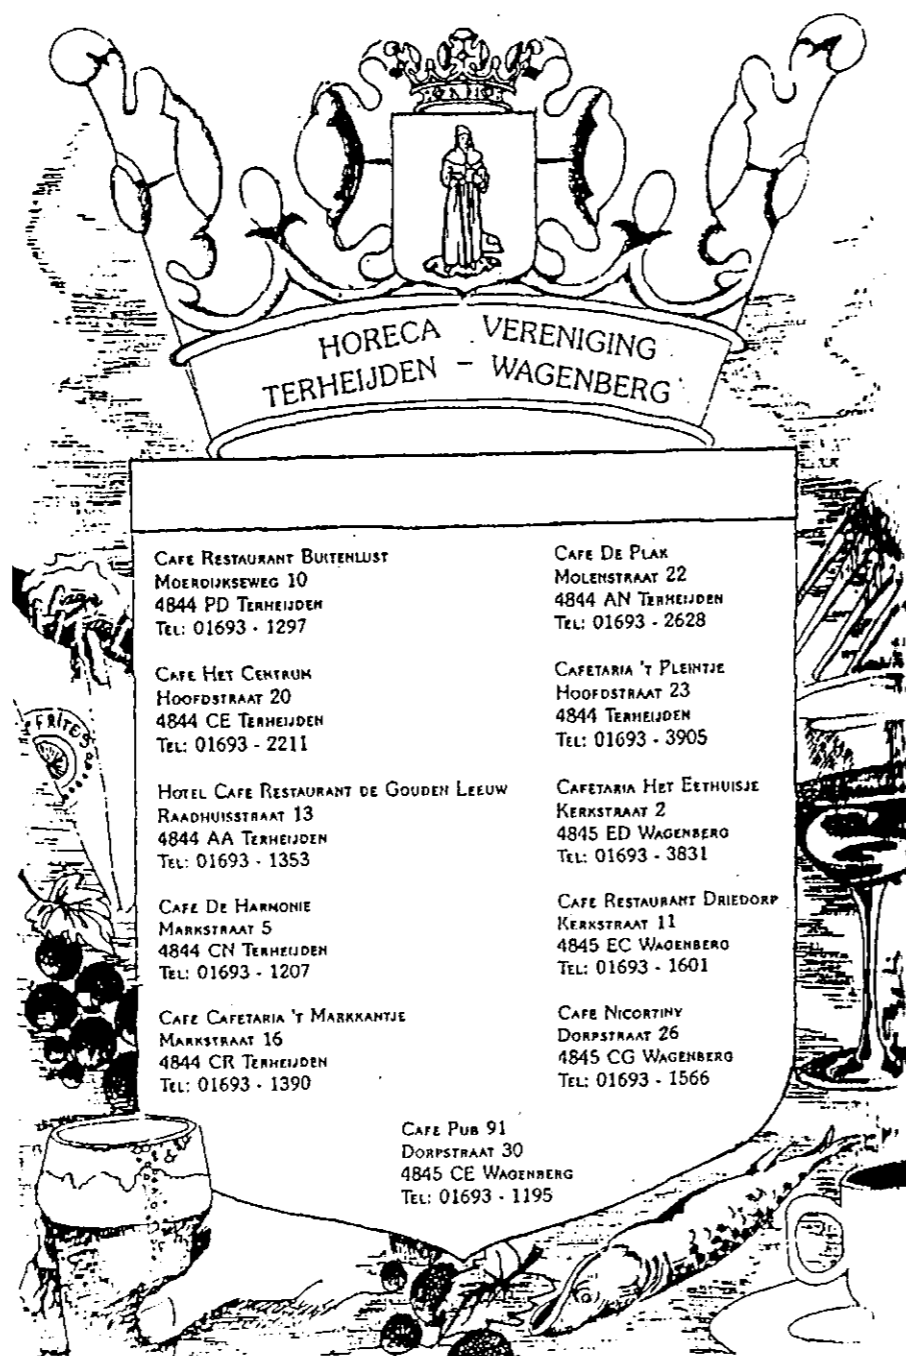 HORECA VERENIGING
TERHEIJDEN - WAGENBERG
CAFE RESTAURANT BUITENLUST
MOERDIJKSEWEG 10
4844 PD TERHEIJDEN
TEL: 01693 - 1297
CAFE HET CENTRUM
HOOFDSTRAAT 20
4844 CE TERHEIJDEN
TEL: 01693 - 2211
HOTEL CAFE RESTAURANT DE GOUDEN LEEUW
RAADHUISSTRAAT 13
4844 AA TERHEIJDEN
TEL: 01693 - 1353
CAFE DE HARMONIE
MARKSTRAAT 5
4844 CN TERHEIJDEN
TEL: 01693 - 1207
CAFE CAFETARIA 'T MARKKANTJE
MARKSTRAAT 16
4844 CR TERHEIJDEN
TEL: 01693 - 1390
CAFE DE PLAK
MOLENSTRAAT 22
4844 AN TERHEIJDEN
TEL: 01693 - 2628
CAFETARIA 'T PLEINTJE
HOOFDSTRAAT 23
4844 TERHEIJDEN
TEL: 01693 - 3905
CAFETARIA HET EETHUISJE
KERKSTRAAT 2
4845 ED WAGENBERG
TEL: 01693 - 3831
CAFE RESTAURANT DRIEDORP
KERKSTRAAT 11
4845 EC WAGENBERG
TEL: 01693 - 1601
CAFE NICORTINY
DORPSTRAAT 26
4845 CG WAGENBERG
TEL: 01693 - 1566
CAFE PUB 91
DORPSTRAAT 30
4845 CE WAGENBERG
TEL: 01693 - 1195
FRITES